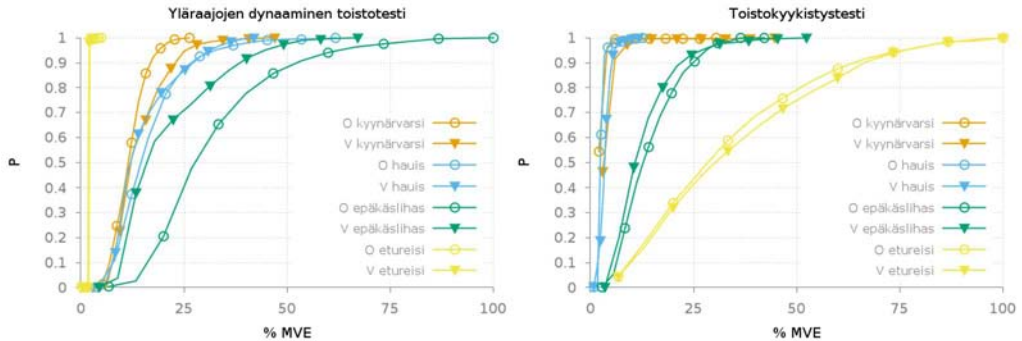 Yläraajojen dynaaminen toistotesti
1
0.9
0.8
0.7
0.6
0.5
0.4
0.3
0.2
0.1
0
P
O kyynärvarsi
V kyynärvarsi
O hauis
V hauis
O epäkäslihas
V epäkäslihas
O etureisi
V etureisi
0 25 50 75 100
% MVE
Toistokyykistystesti
1
0.9
0.8
0.7
0.6
0.5
0.4
0.3
0.2
0.1
0
P
O kyynärvarsi
V kyynärvarsi
O hauis
V hauis
O epäkäslihas
V epäkäslihas
O etureisi
V etureisi
0 25 50 75 100
% MVE